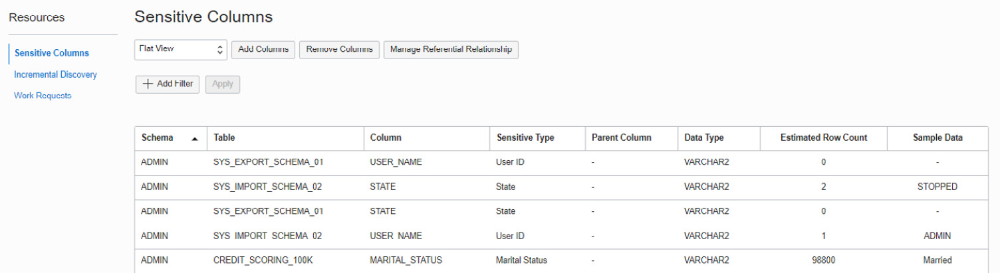 Resources
Sensitive Columns
Incremental Discovery
Work Requests
Sensitive Columns
Flat View Add Columns Remove Columns Manage Referential Relationship
+ Add Filter Apply
Schema Table Column Sensitive Type Parent Column Data Type Estimated Row Count Sample Data
ADMIN SYS_EXPORT_SCHEMA_01 USER_NAME User ID - VARCHAR2 0 -
ADMIN SYS_IMPORT_SCHEMA_02 STATE State - VARCHAR2 2 STOPPED
ADMIN SYS_EXPORT_SCHEMA_01 STATE State - VARCHAR2 0 -
ADMIN SYS_IMPORT_SCHEMA_02 USER_NAME User ID - VARCHAR2 1 ADMIN
ADMIN CREDIT_SCORING_100K MARITAL_STATUS Marital Status - VARCHAR2 98800 Married